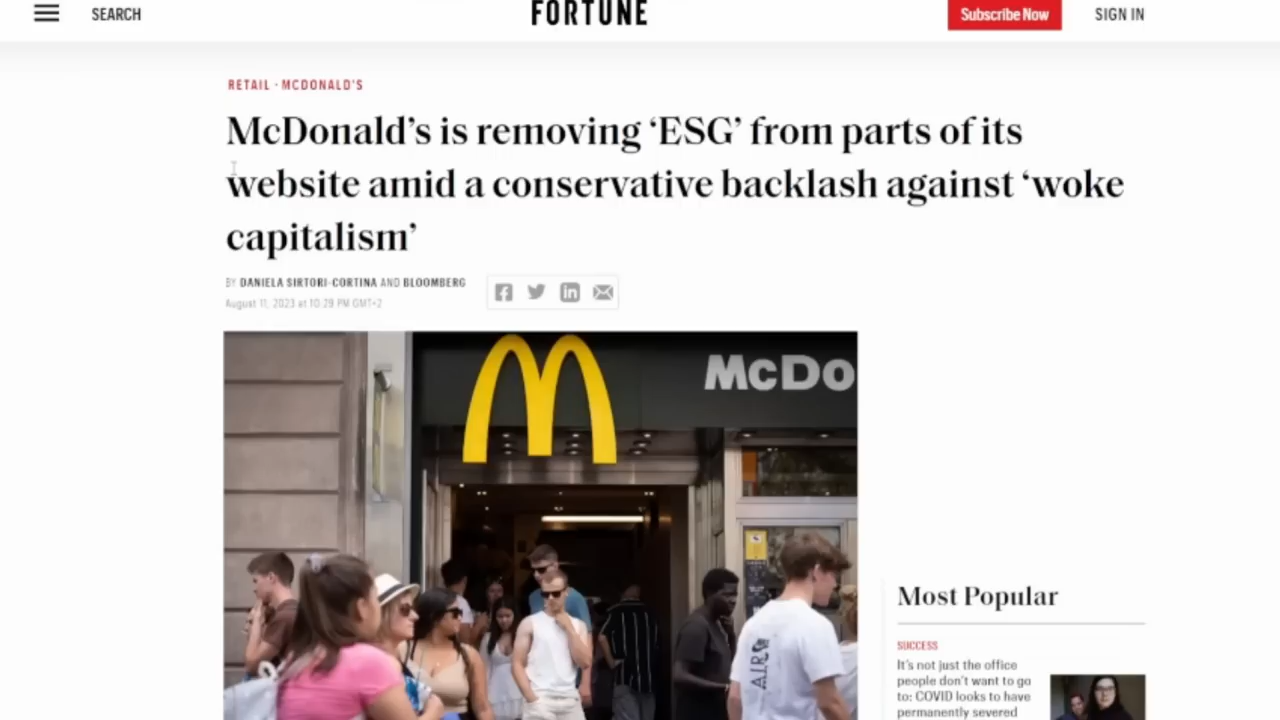 SEARCH
FORTUNE
Subscribe Now
SIGN IN
RETAIL · MCDONALD'S
McDonald’s is removing ‘ESG’ from parts of its
website amid a conservative backlash against ‘woke
capitalism’
BY DANIELA SIRTORI-CORTINA AND BLOOMBERG
August 11, 2023 at 10:29 PM GMT+2
McDo
AIR
Most Popular
SUCCESS
It's not just the office
people don't want to go
to: COVID looks to have
permanently severed